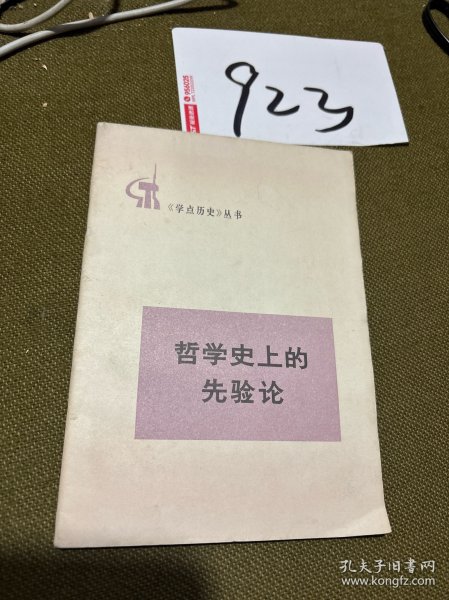 923
956025
《学点历史》丛书
哲学史上的
先验论
孔夫子旧书网
www.kongfz.com